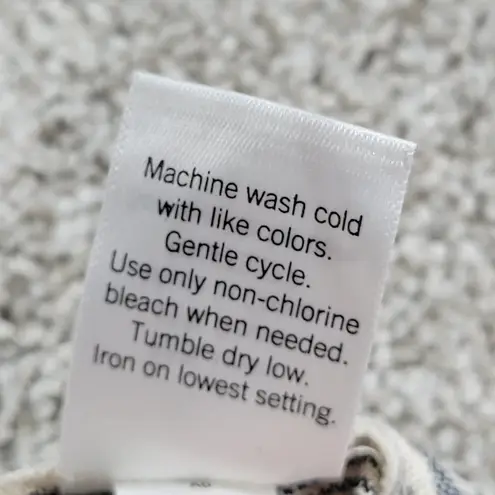 Machine wash cold
with like colors.
Gentle cycle.
Use only non-chlorine
bleach when needed.
Tumble dry low.
Iron on lowest setting.